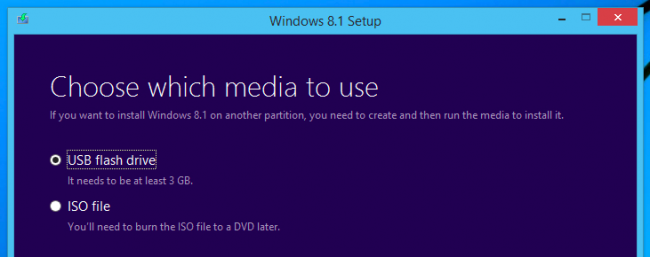 Windows 8.1 Setup
Choose which media to use
If you want to install Windows 8.1 on another partition, you need to create and then run the media to install it.
USB flash drive
It needs to be at least 3 GB.
ISO file
You'll need to burn the ISO file to a DVD later.